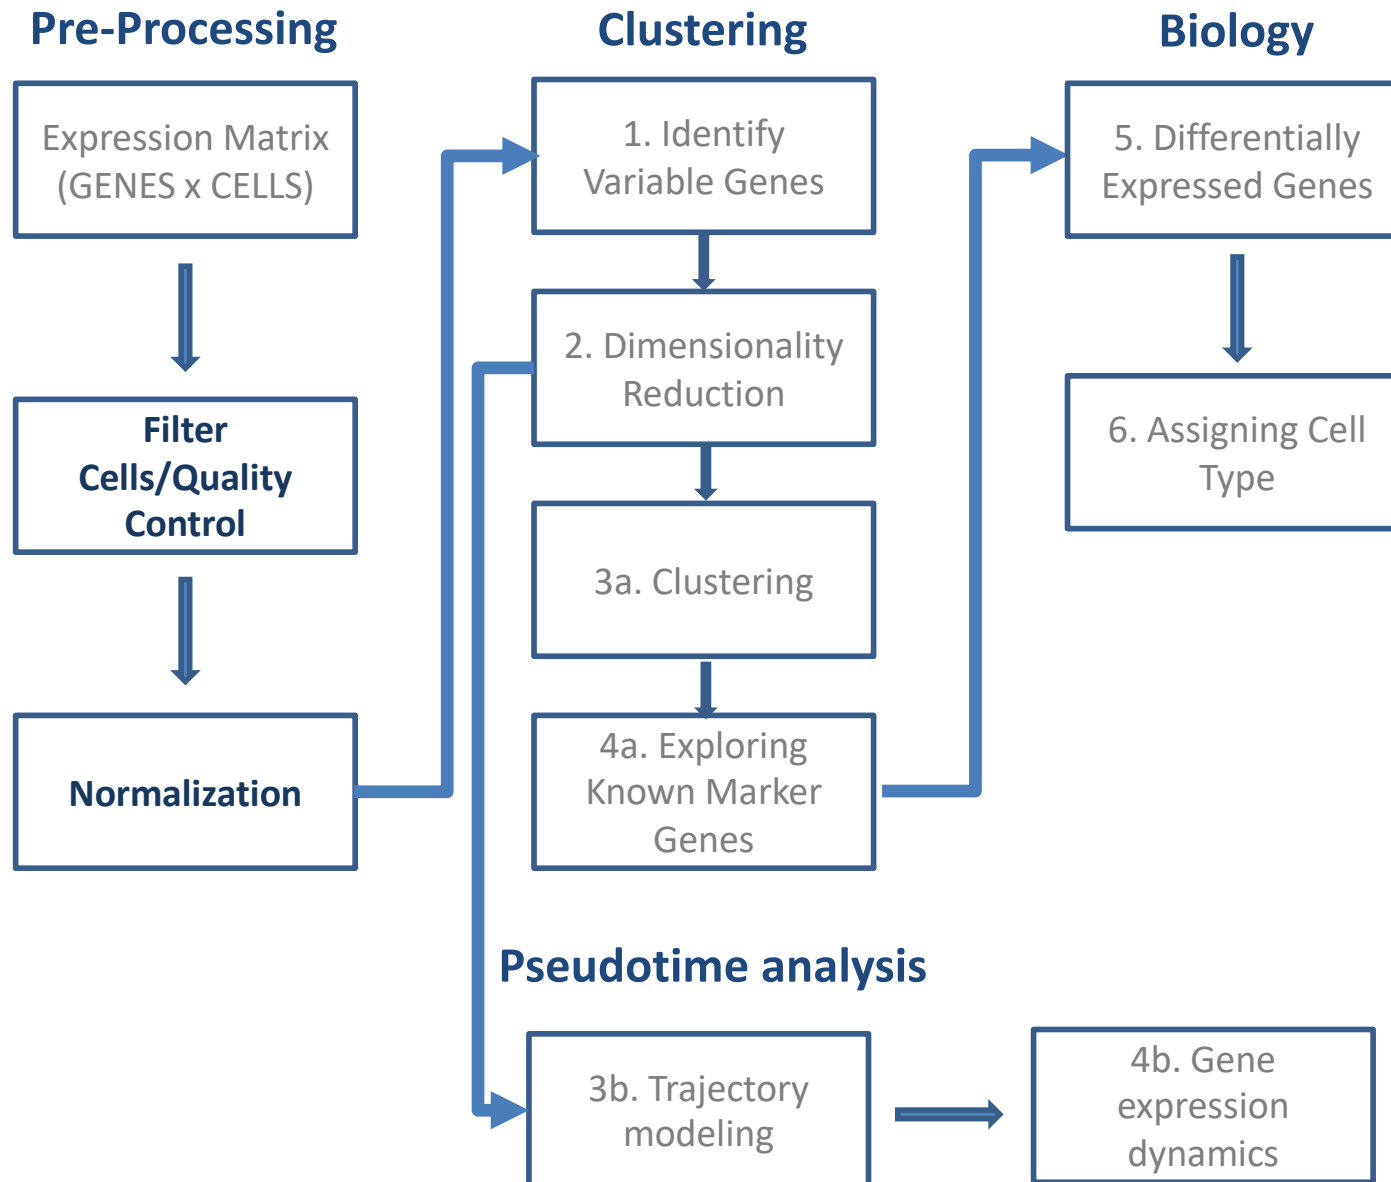 Pre-Processing
Expression Matrix
(GENES x CELLS)
Filter
Cells/Quality
Control
Normalization
Clustering
1. Identify
Variable Genes
2. Dimensionality
Reduction
3a. Clustering
4a. Exploring
Known Marker
Genes
Biology
5. Differentially
Expressed Genes
6. Assigning Cell
Type
Pseudotime analysis
3b. Trajectory
modeling
4b. Gene
expression
dynamics